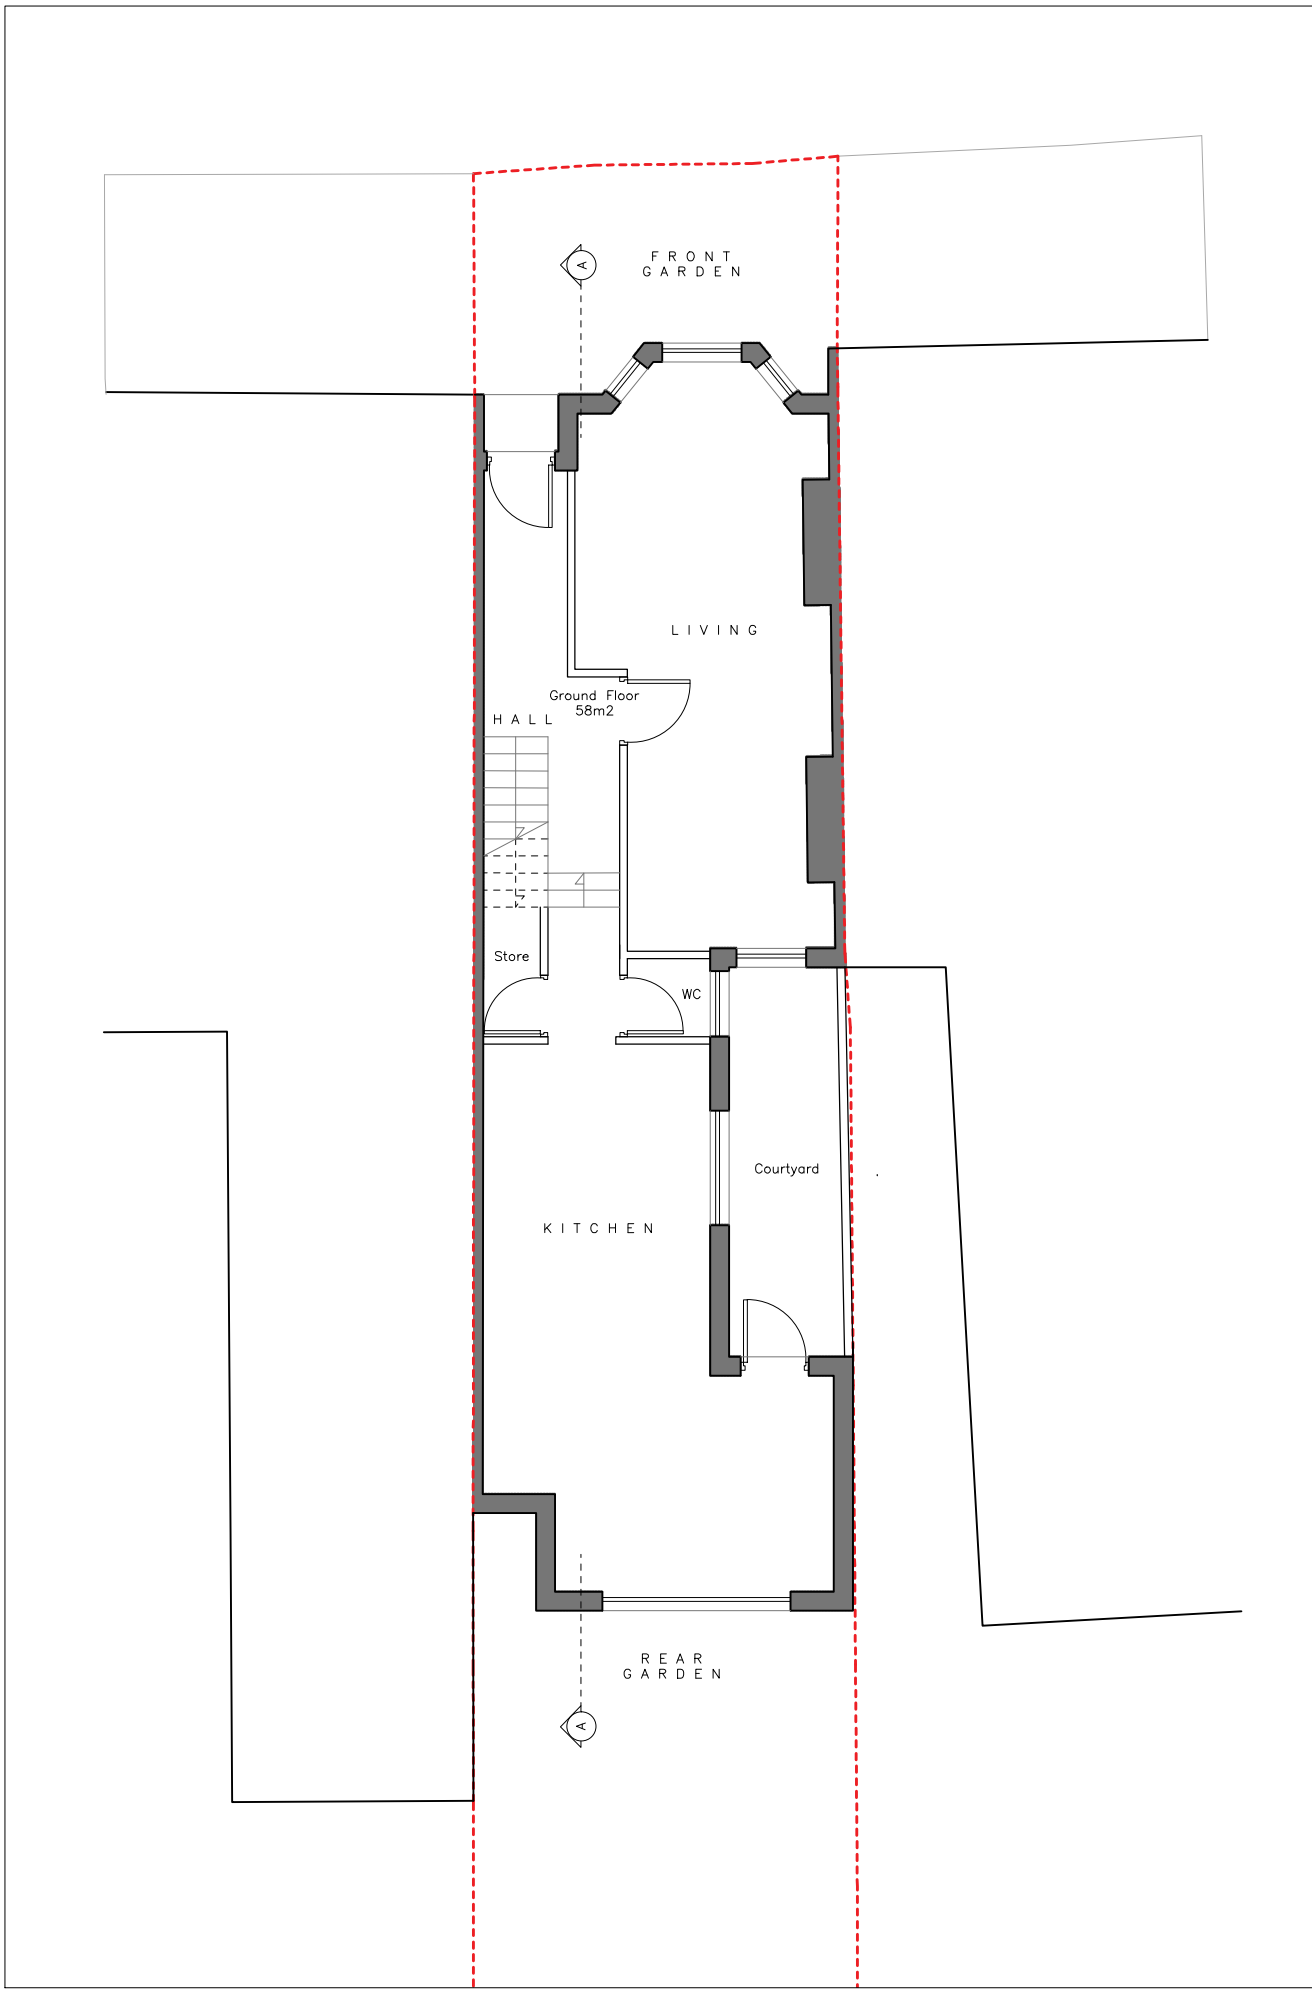 A
FRONT
GARDEN
LIVING
Ground Floor
58m2
HALL
Store
WC
Courtyard
KITCHEN
REAR
GARDEN
A